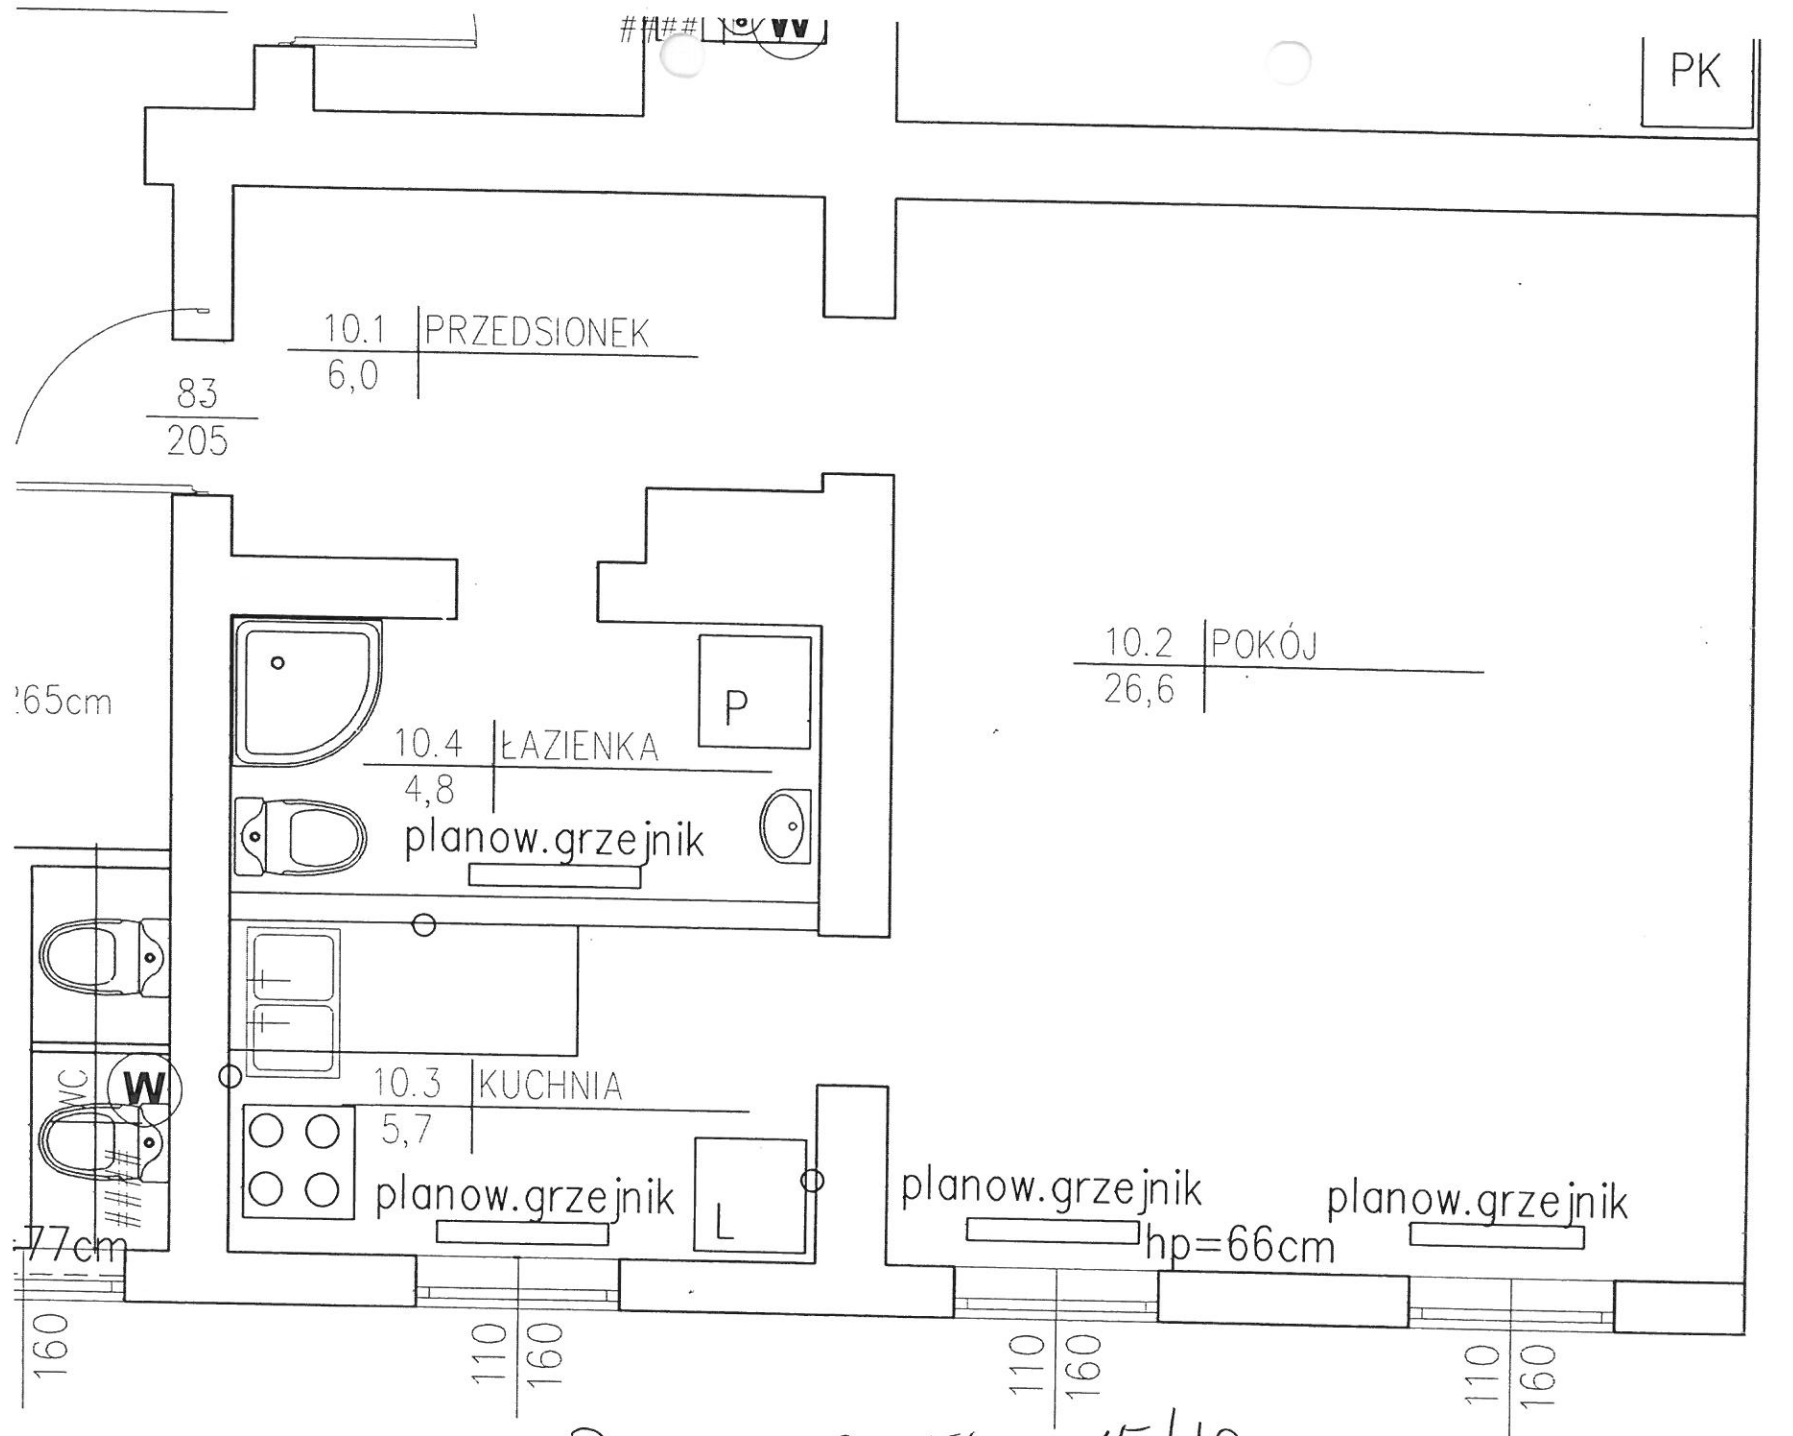 W
PK
10.1 PRZEDSIONEK
6,0
83
205
10.2 POKÓJ
26,6
65cm
P
10.4 ŁAZIENKA
4,8
planow.grzejnik
WC
W
10.3 KUCHNIA
5,7
planow.grzejnik
L
planow.grzejnik
planow.grzejnik
77cm
hp=66cm
160
110
160
110
160
110
160